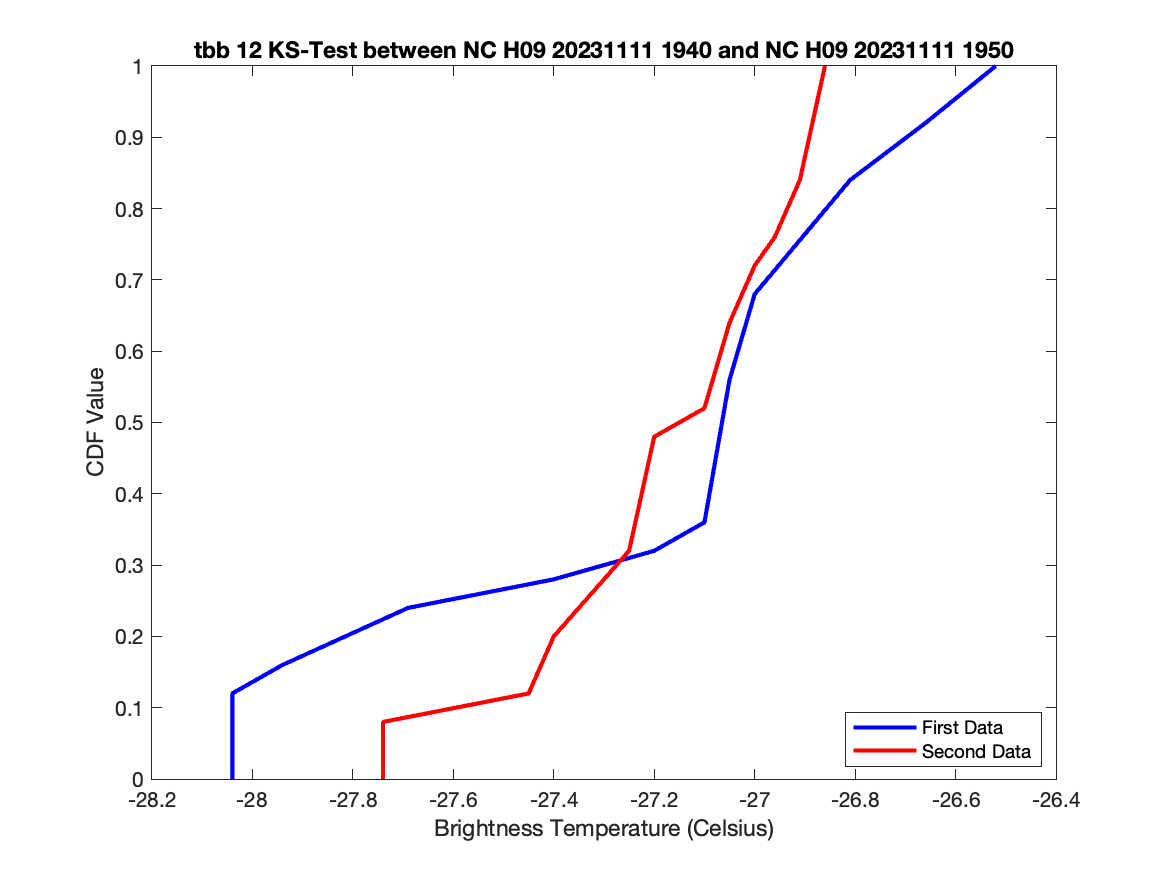 tbb 12 KS-Test between NC H09 20231111 1940 and NC H09 20231111 1950
1
0.9
0.8
0.7
0.6
0.5
0.4
0.3
0.2
0.1
0
CDF Value
First Data
Second Data
-28.2 -28 -27.8 -27.6 -27.4 -27.2 -27 -26.8 -26.6 -26.4
Brightness Temperature (Celsius)